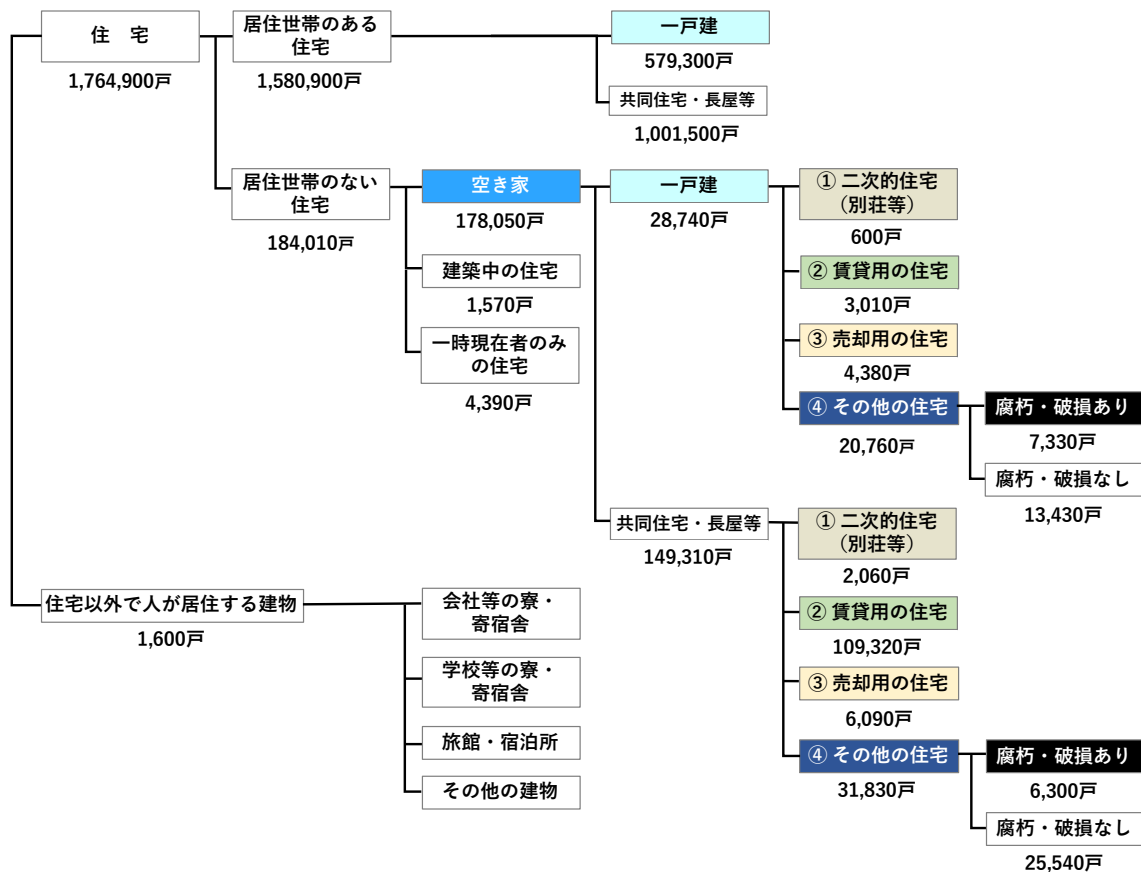 住　宅
1,764,900戸
居住世帯のある
住宅
1,580,900戸
一戸建
579,300戸
共同住宅・長屋等
1,001,500戸
居住世帯のない
住宅
184,010戸
空き家
178,050戸
建築中の住宅
1,570戸
一時現在者のみ
の住宅
4,390戸
一戸建
28,740戸
① 二次的住宅
（別荘等）
600戸
② 賃貸用の住宅
3,010戸
③ 売却用の住宅
4,380戸
④ その他の住宅
20,760戸
腐朽・破損あり
7,330戸
腐朽・破損なし
13,430戸
共同住宅・長屋等
149,310戸
① 二次的住宅
（別荘等）
2,060戸
② 賃貸用の住宅
109,320戸
③ 売却用の住宅
6,090戸
④ その他の住宅
31,830戸
腐朽・破損あり
6,300戸
腐朽・破損なし
25,540戸
住宅以外で人が居住する建物
1,600戸
会社等の寮・
寄宿舎
学校等の寮・
寄宿舎
旅館・宿泊所
その他の建物